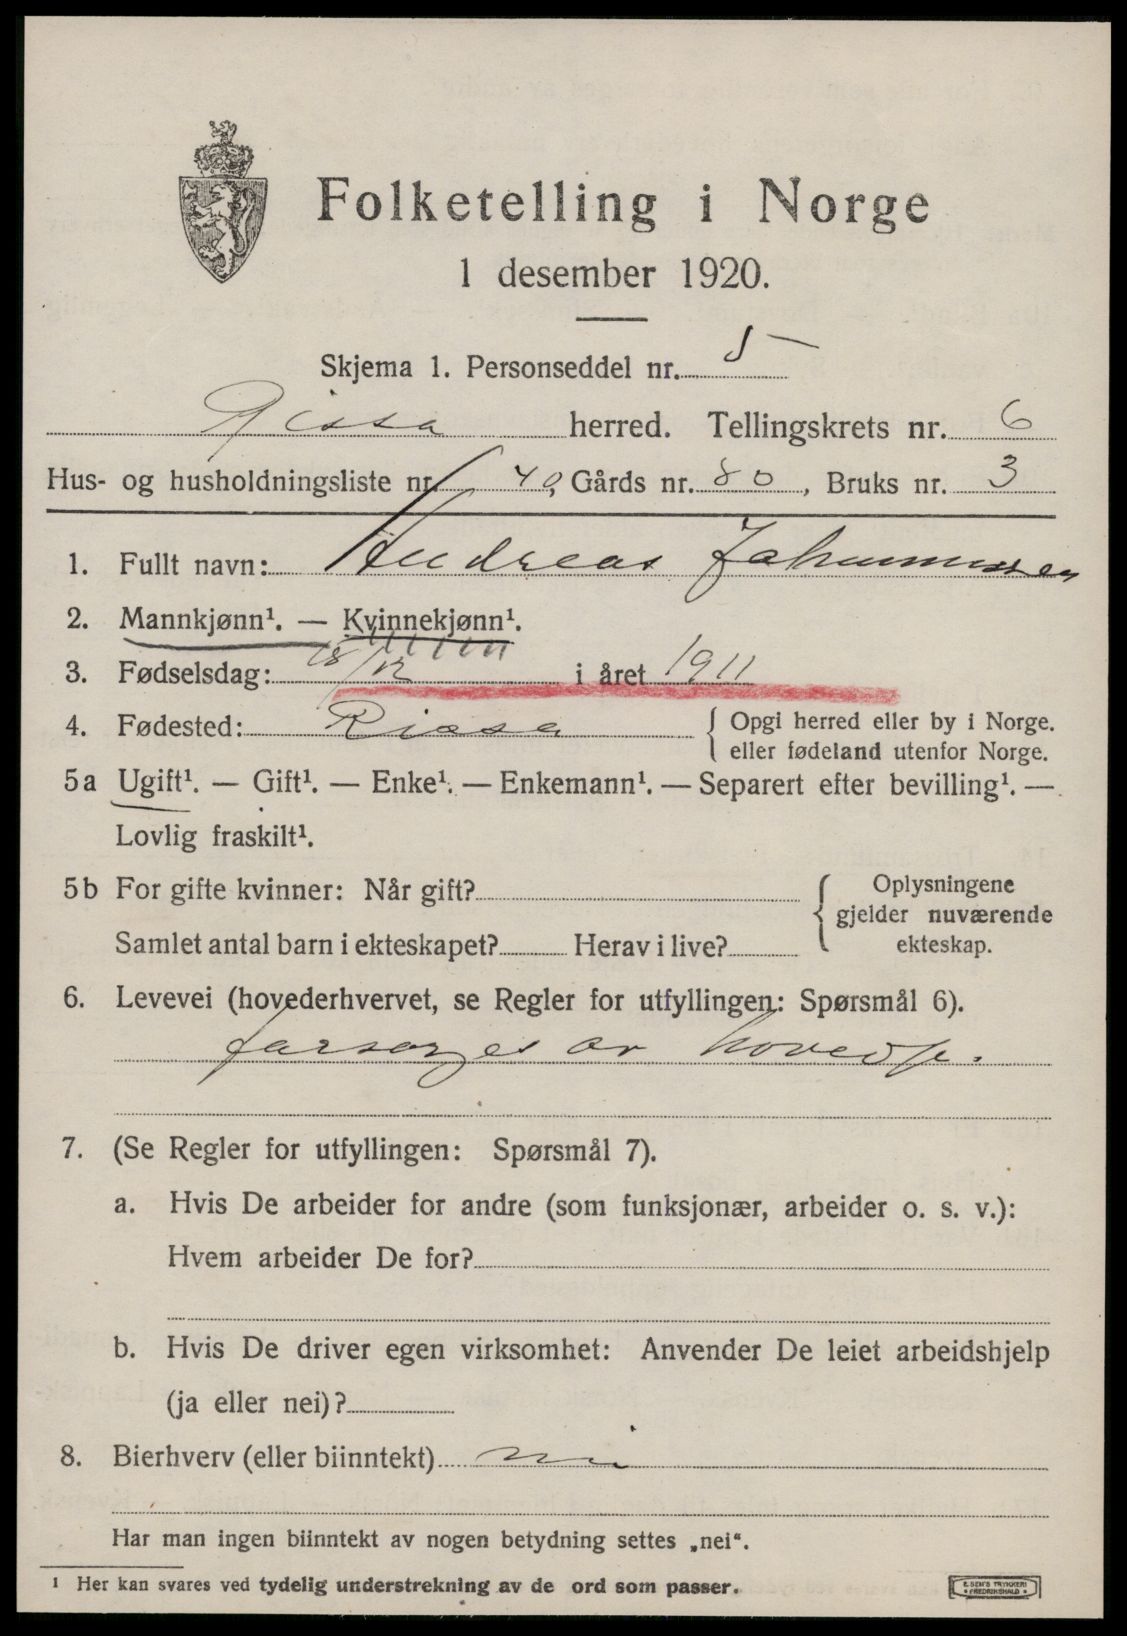 Folketelling i Norge
1 desember 1920.
Skjema 1. Personseddel nr. 5
Rissa herred. Tellingskrets nr. 6
Hus- og husholdningsliste nr. 40, Gårds nr. 80, Bruks nr. 3
1. Fullt navn: Andreas Johannessen
2. Mannkjønn¹. — Kvinnekjønn¹.
3. Fødselsdag: 18/12 i året 1911
4. Fødested: Rissa { Opgi herred eller by i Norge.
eller fødeland utenfor Norge.
5a Ugift¹. — Gift¹. — Enke¹. — Enkemann¹. — Separert efter bevilling¹. —
Lovlig fraskilt¹.
5b For gifte kvinner: Når gift? { Oplysningene
gjelder nuværende
Samlet antal barn i ekteskapet? Herav i live? ekteskap.
6. Levevei (hovederhvervet, se Regler for utfyllingen: Spørsmål 6).
forsørges av hovedp.
7. (Se Regler for utfyllingen: Spørsmål 7).
a. Hvis De arbeider for andre (som funksjonær, arbeider o. s. v.):
Hvem arbeider De for?
b. Hvis De driver egen virksomhet: Anvender De leiet arbeidshjelp
(ja eller nei)?
8. Bierhverv (eller biinntekt) nei
Har man ingen biinntekt av nogen betydning settes „nei“.
¹ Her kan svares ved tydelig understrekning av de ord som passer.
E. SEM'S TRYKKERI
FREDRIKSHALD